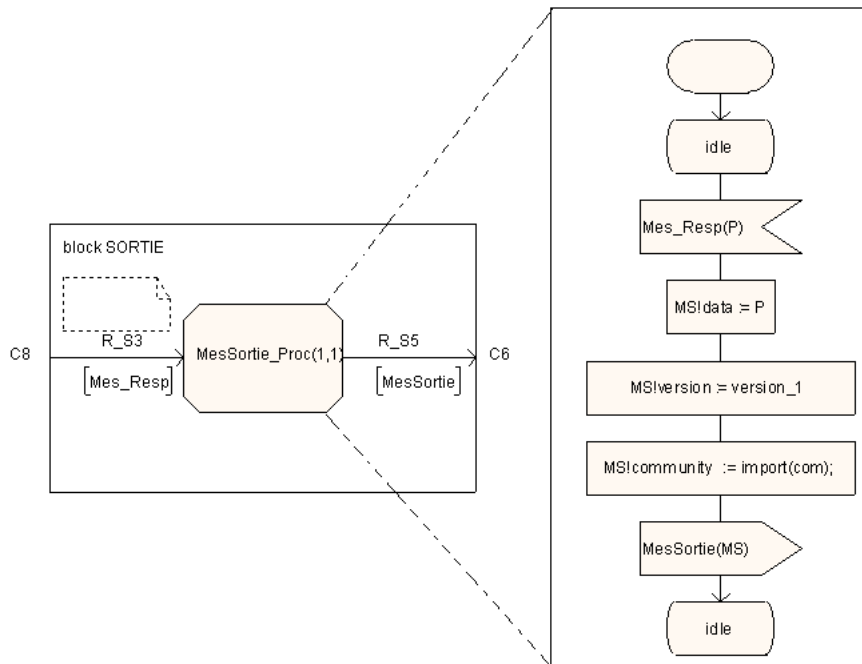 block SORTIE
C8
R_S3
[Mes_Resp]
MesSortie_Proc(1,1)
R_S5
[MesSortie]
C6
idle
Mes_Resp(P)
MS!data := P
MS!version := version_1
MS!community := import(com);
MesSortie(MS)
idle